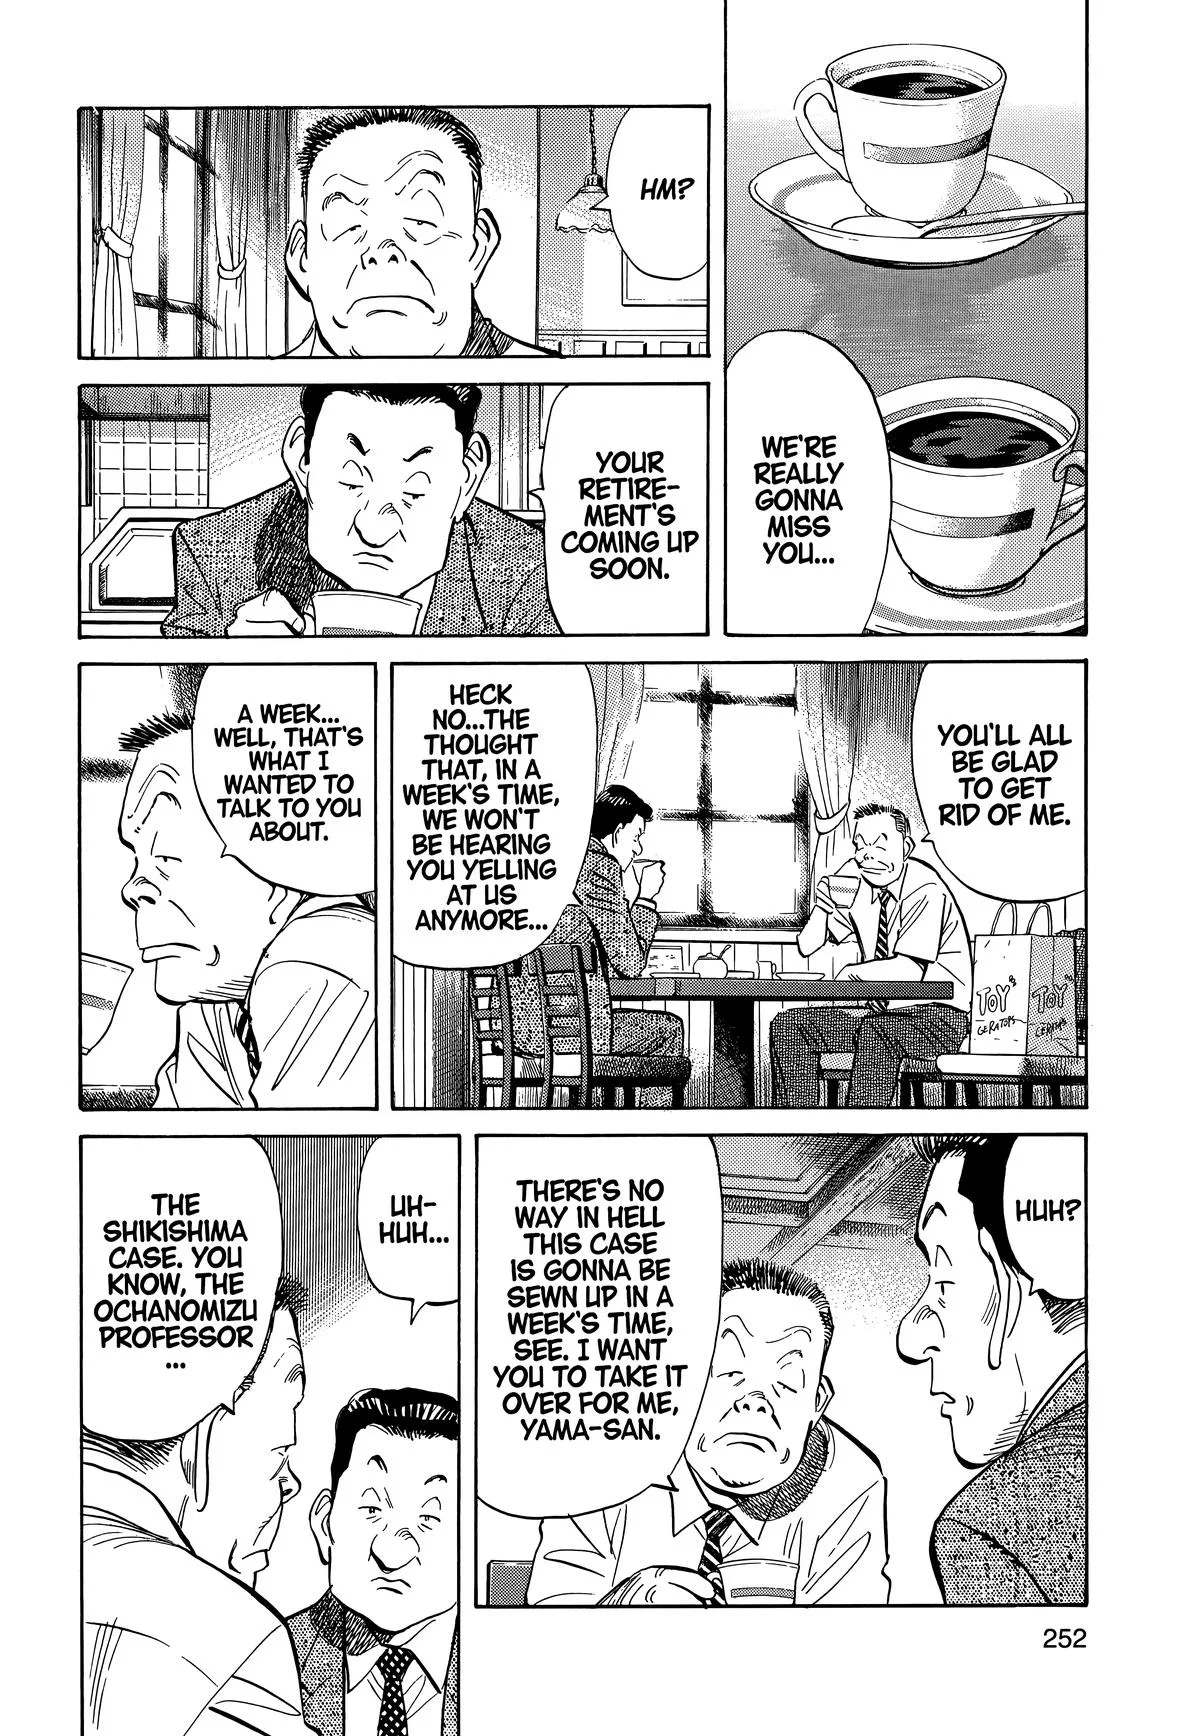 WE'RE
REALLY
GONNA
MISS
YOU...
HM?
YOUR
RETIRE-
MENT'S
COMING UP
SOON.
YOU'LL ALL
BE GLAD
TO GET
RID OF ME.
TOYS
GERATOPS
TOYS
HECK
NO...THE
THOUGHT
THAT, IN A
WEEK'S TIME,
WE WON'T
BE HEARING
YOU YELLING
AT US
ANYMORE...
A WEEK...
WELL, THAT'S
WHAT I
WANTED TO
TALK TO YOU
ABOUT.
HUH?
THERE'S NO
WAY IN HELL
THIS CASE
IS GONNA BE
SEWN UP IN A
WEEK'S TIME,
SEE. I WANT
YOU TO TAKE IT
OVER FOR ME,
YAMA-SAN.
UH-
HUH...
THE
SHIKISHIMA
CASE. YOU
KNOW, THE
OCHANOMIZU
PROFESSOR
...
252